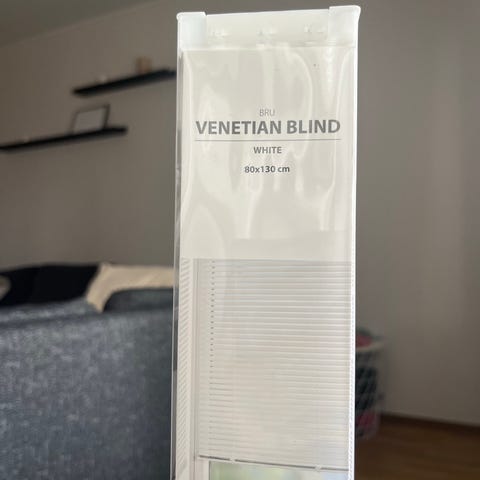 BRU
VENETIAN BLIND
WHITE
80x130 cm